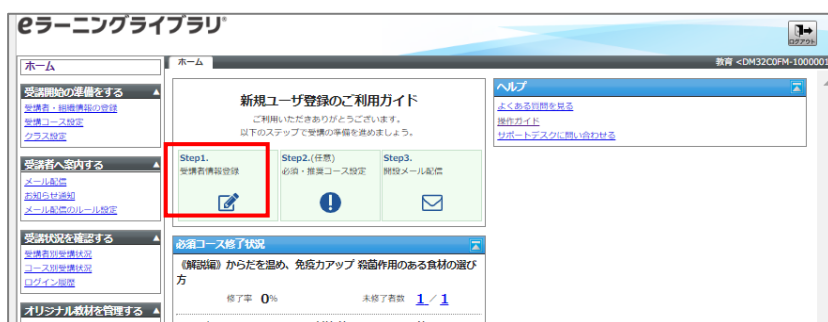 eラーニングライブラリ®
ログアウト
ホーム
教育 <DM32C0FM-1000001
ホーム
受講開始の準備をする ▲
受講者・組織情報の登録
受講コース設定
クラス設定
受講者へ案内する ▲
メール配信
お知らせ通知
メール配信のルール設定
受講状況を確認する ▲
受講者別受講状況
コース別受講状況
ログイン履歴
オリジナル教材を管理する ▲
新規ユーザ登録のご利用ガイド
ご利用いただきありがとうございます。
以下のステップで受講の準備を進めましょう。
Step1.
受講者情報登録
Step2.(任意)
必須・推奨コース設定
Step3.
開設メール配信
必須コース修了状況
《解説編》からだを温め、免疫力アップ 殺菌作用のある食材の選び
方
修了率 0%
未修了者数 1 / 1
ヘルプ
よくある質問を見る
操作ガイド
サポートデスクに問い合わせる